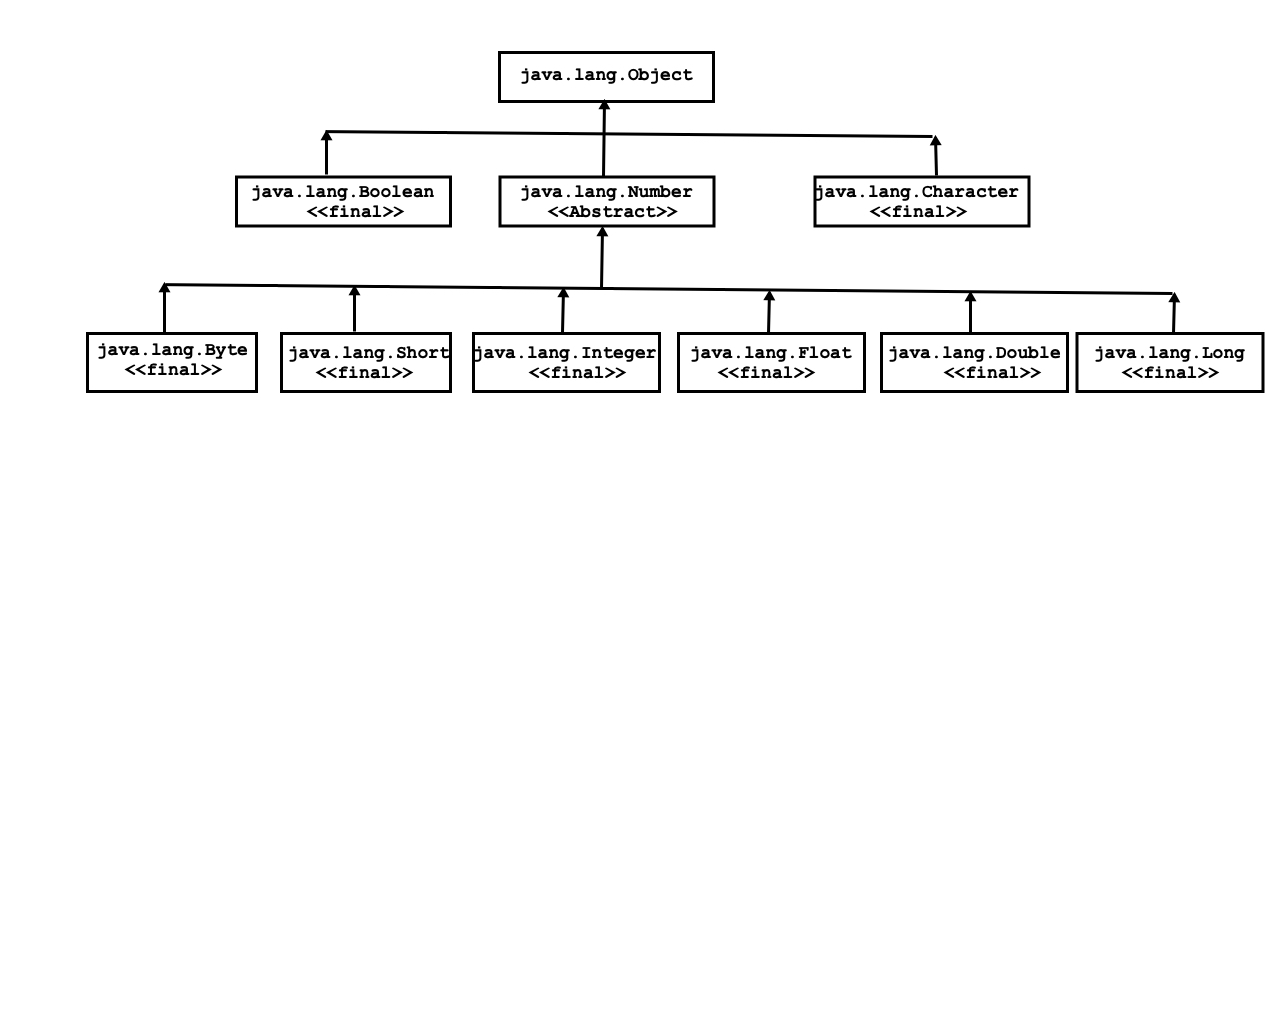 java.lang.Object
java.lang.Boolean
<<final>>
java.lang.Number
<<Abstract>>
java.lang.Character
<<final>>
java.lang.Byte
<<final>>
java.lang.Short
<<final>>
java.lang.Integer
<<final>>
java.lang.Float
<<final>>
java.lang.Double
<<final>>
java.lang.Long
<<final>>